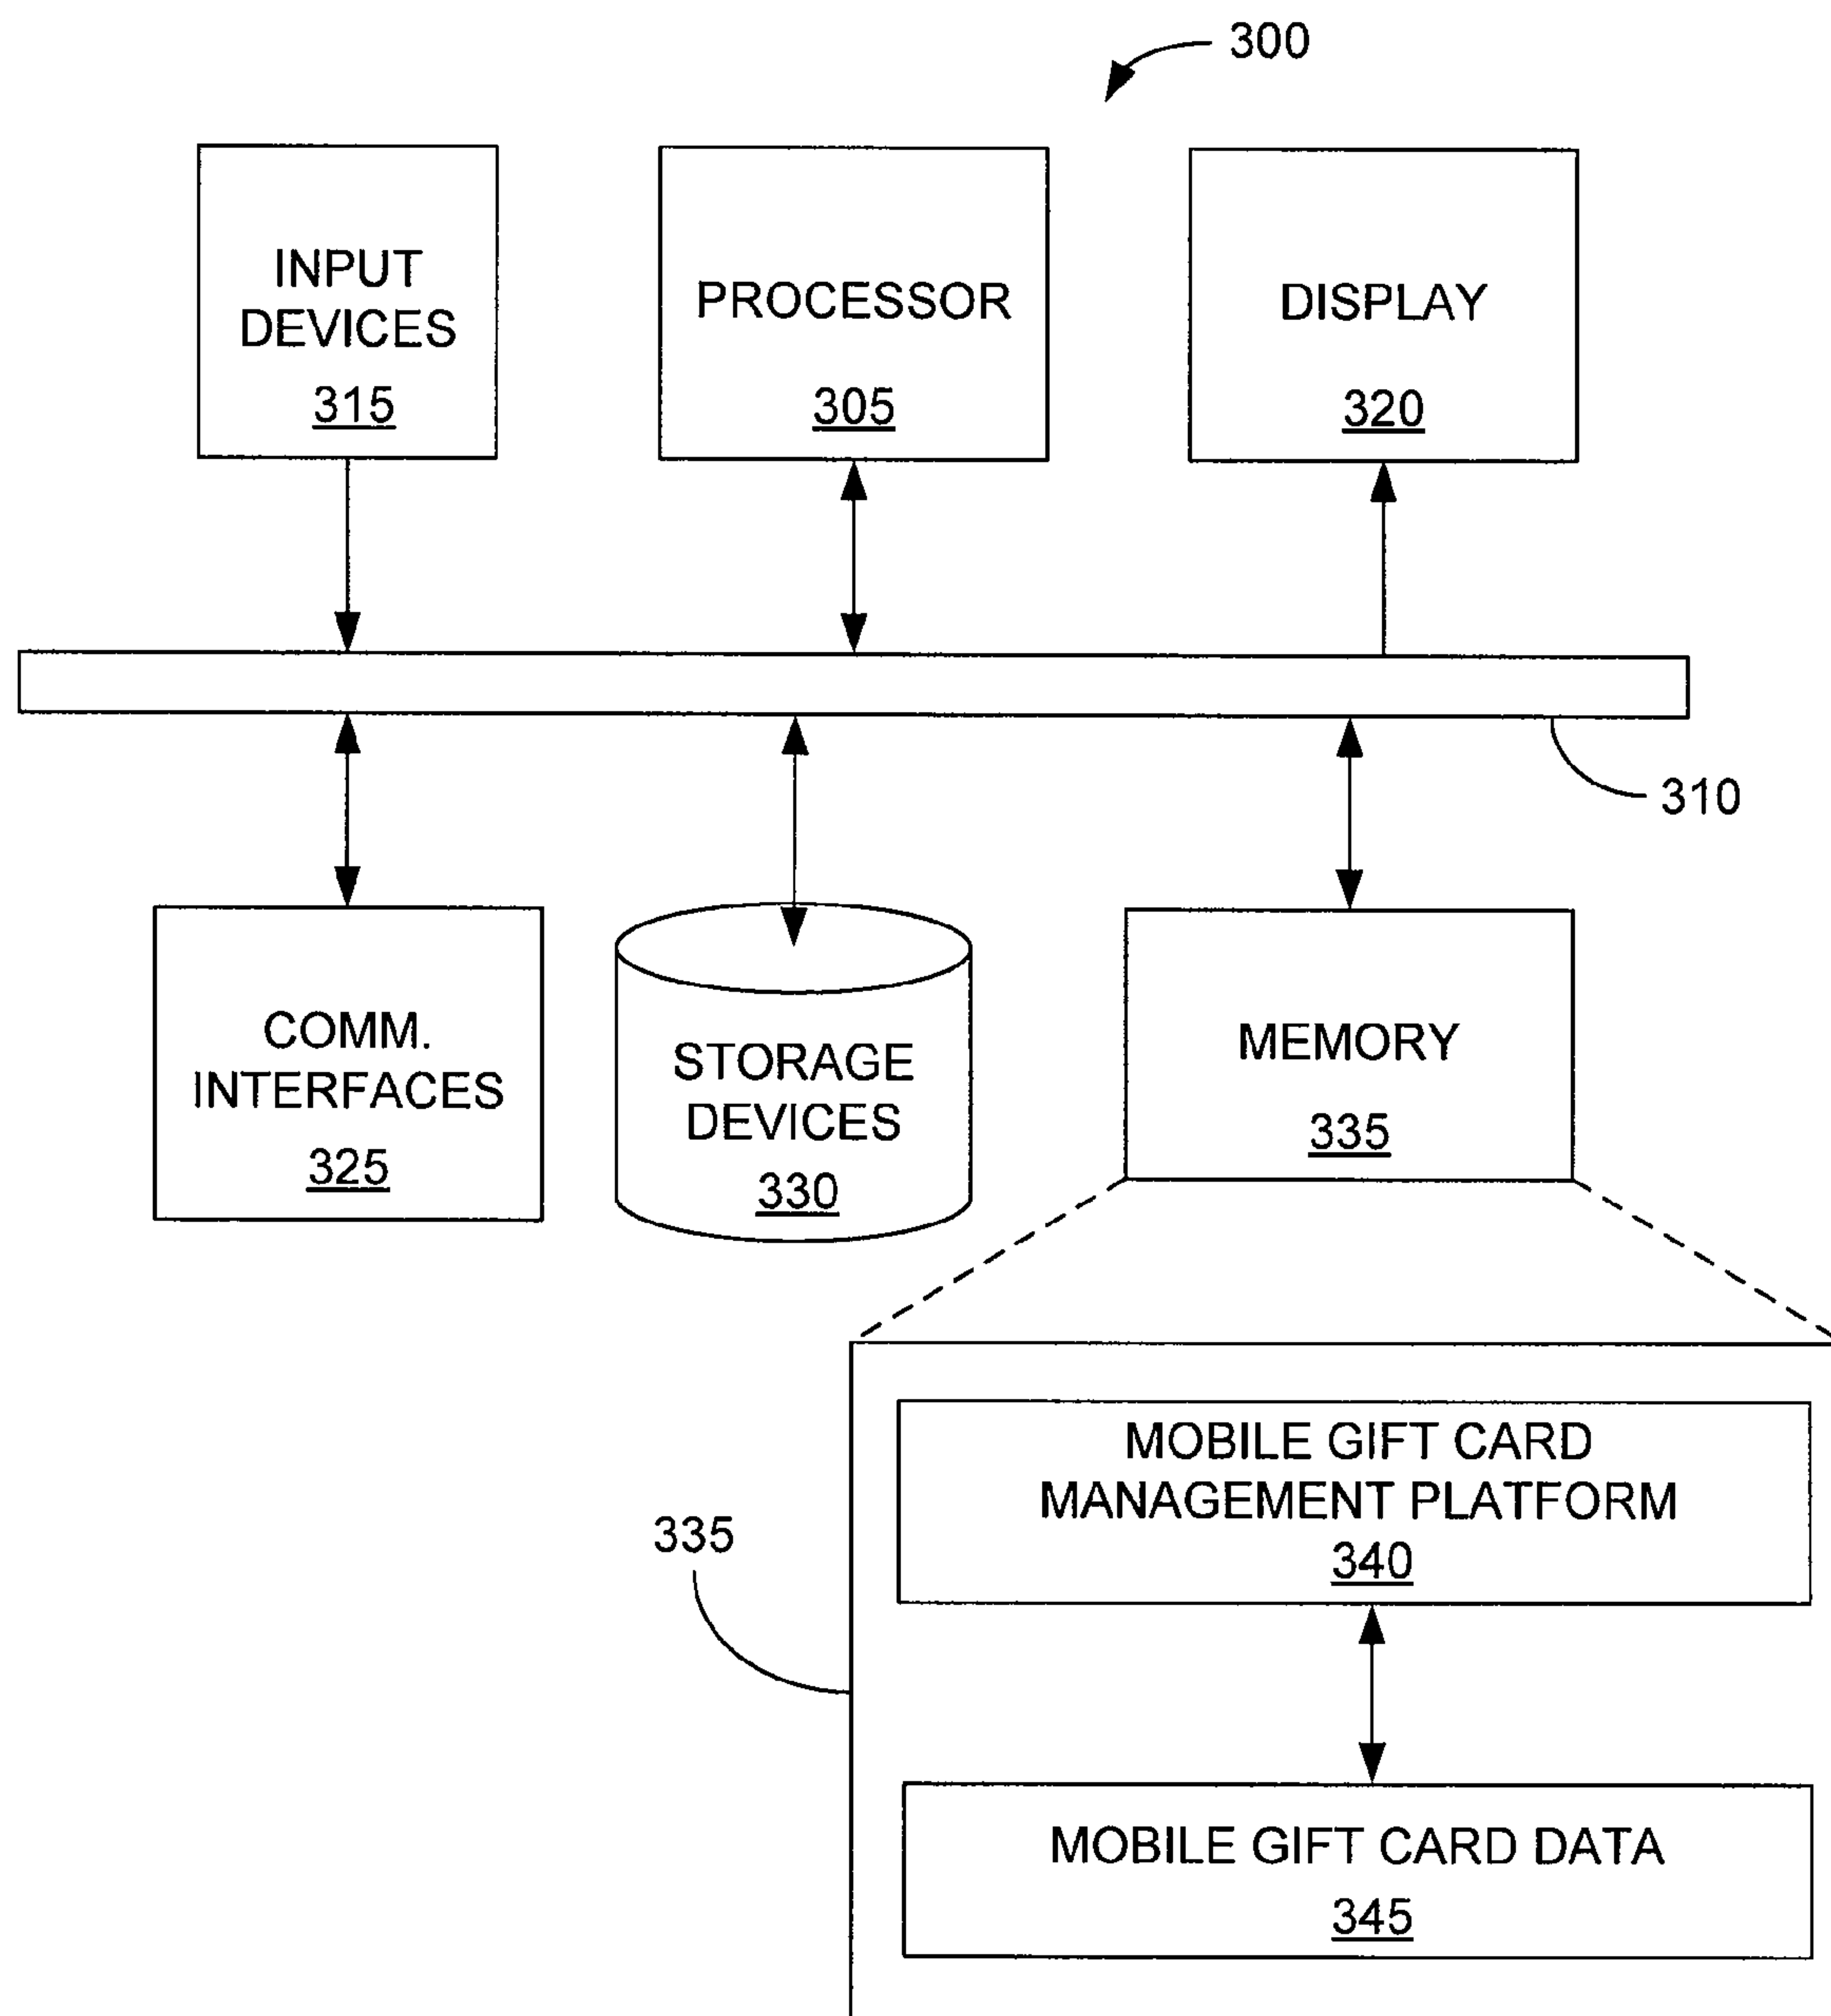 300
INPUT
DEVICES
315
PROCESSOR
305
DISPLAY
320
310
COMM.
INTERFACES
325
STORAGE
DEVICES
330
MEMORY
335
335
MOBILE GIFT CARD
MANAGEMENT PLATFORM
340
MOBILE GIFT CARD DATA
345